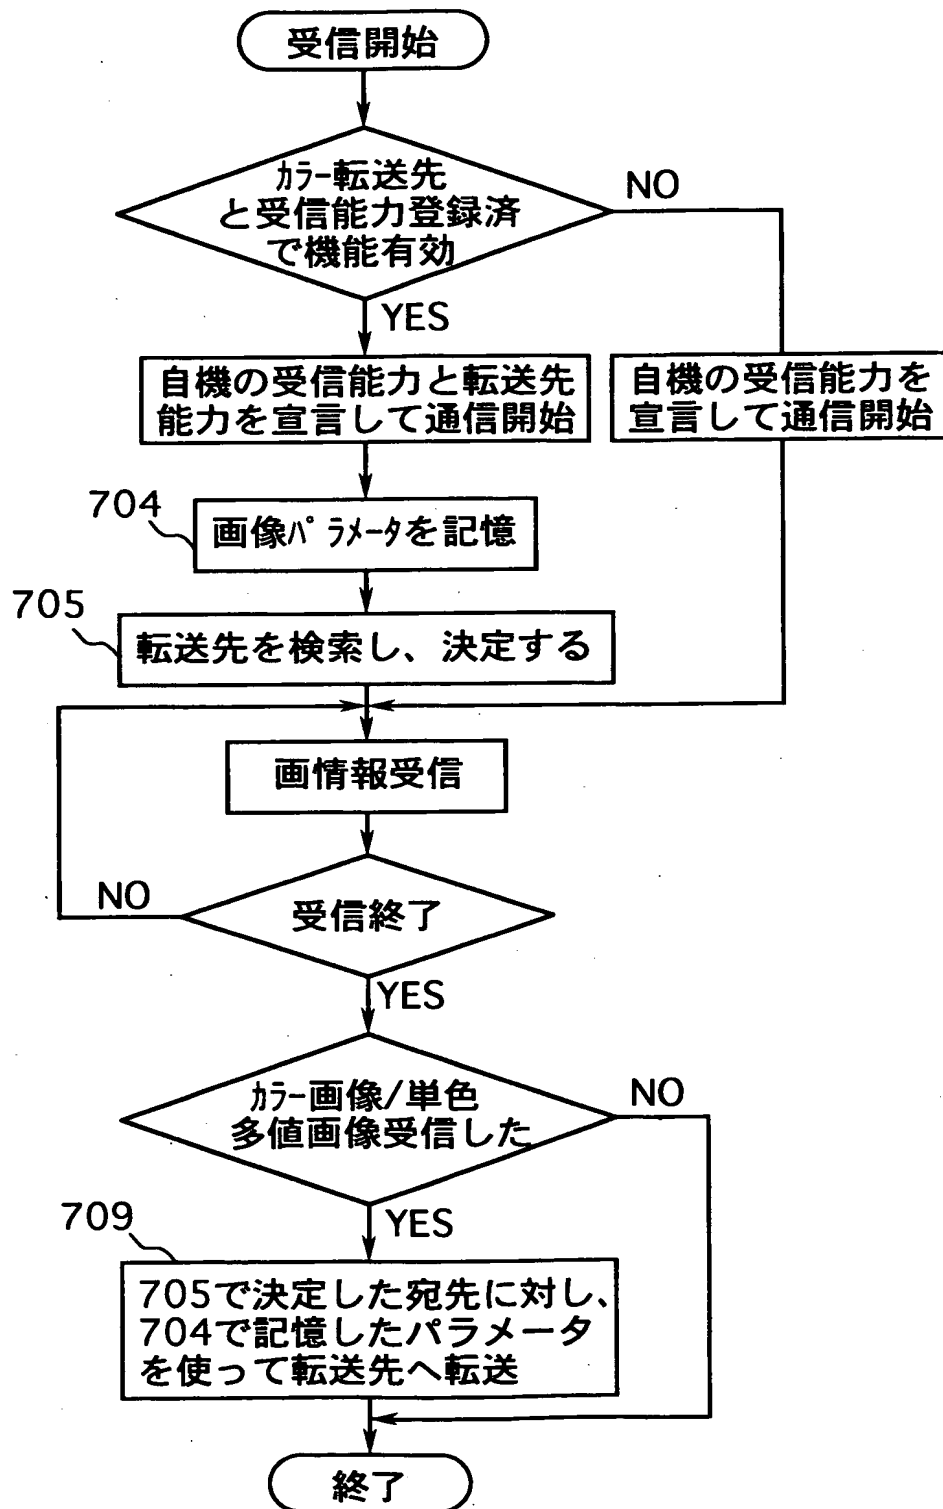 受信開始
カラー転送先
と受信能力登録済
で機能有効
NO
YES
自機の受信能力と転送先
能力を宣言して通信開始
自機の受信能力を
宣言して通信開始
704
画像パラメータを記憶
705
転送先を検索し、決定する
画情報受信
NO
受信終了
YES
カラー画像/単色
多値画像受信した
NO
YES
709
705で決定した宛先に対し、
704で記憶したパラメータ
を使って転送先へ転送
終了